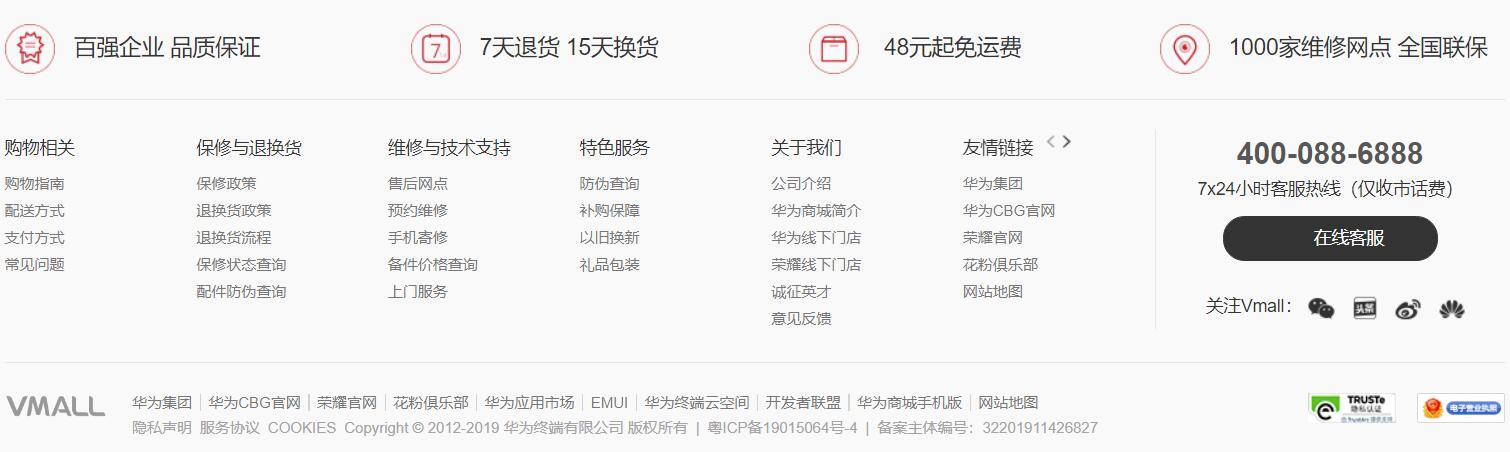 百强企业 品质保证
7天退货 15天换货
48元起免运费
1000家维修网点 全国联保
购物相关
购物指南
配送方式
支付方式
常见问题
保修与退换货
保修政策
退换货政策
退换货流程
保修状态查询
配件防伪查询
维修与技术支持
售后网点
预约维修
手机寄修
备件价格查询
上门服务
特色服务
防伪查询
补购保障
以旧换新
礼品包装
关于我们
公司介绍
华为商城简介
华为线下门店
荣耀线下门店
诚征英才
意见反馈
友情链接 < >
华为集团
华为CBG官网
荣耀官网
花粉俱乐部
网站地图
400-088-6888
7x24小时客服热线（仅收市话费）
在线客服
关注Vmall：
头条
VMALL
华为集团 | 华为CBG官网 | 荣耀官网 | 花粉俱乐部 | 华为应用市场 | EMUI | 华为终端云空间 | 开发者联盟 | 华为商城手机版 | 网站地图
隐私声明 服务协议 COOKIES Copyright © 2012-2019 华为终端有限公司 版权所有 | 粤ICP备19015064号-4 | 备案主体编号：32201911426827
TRUSTe
隐私认证
由 TrustArc 提供支持
电子营业执照